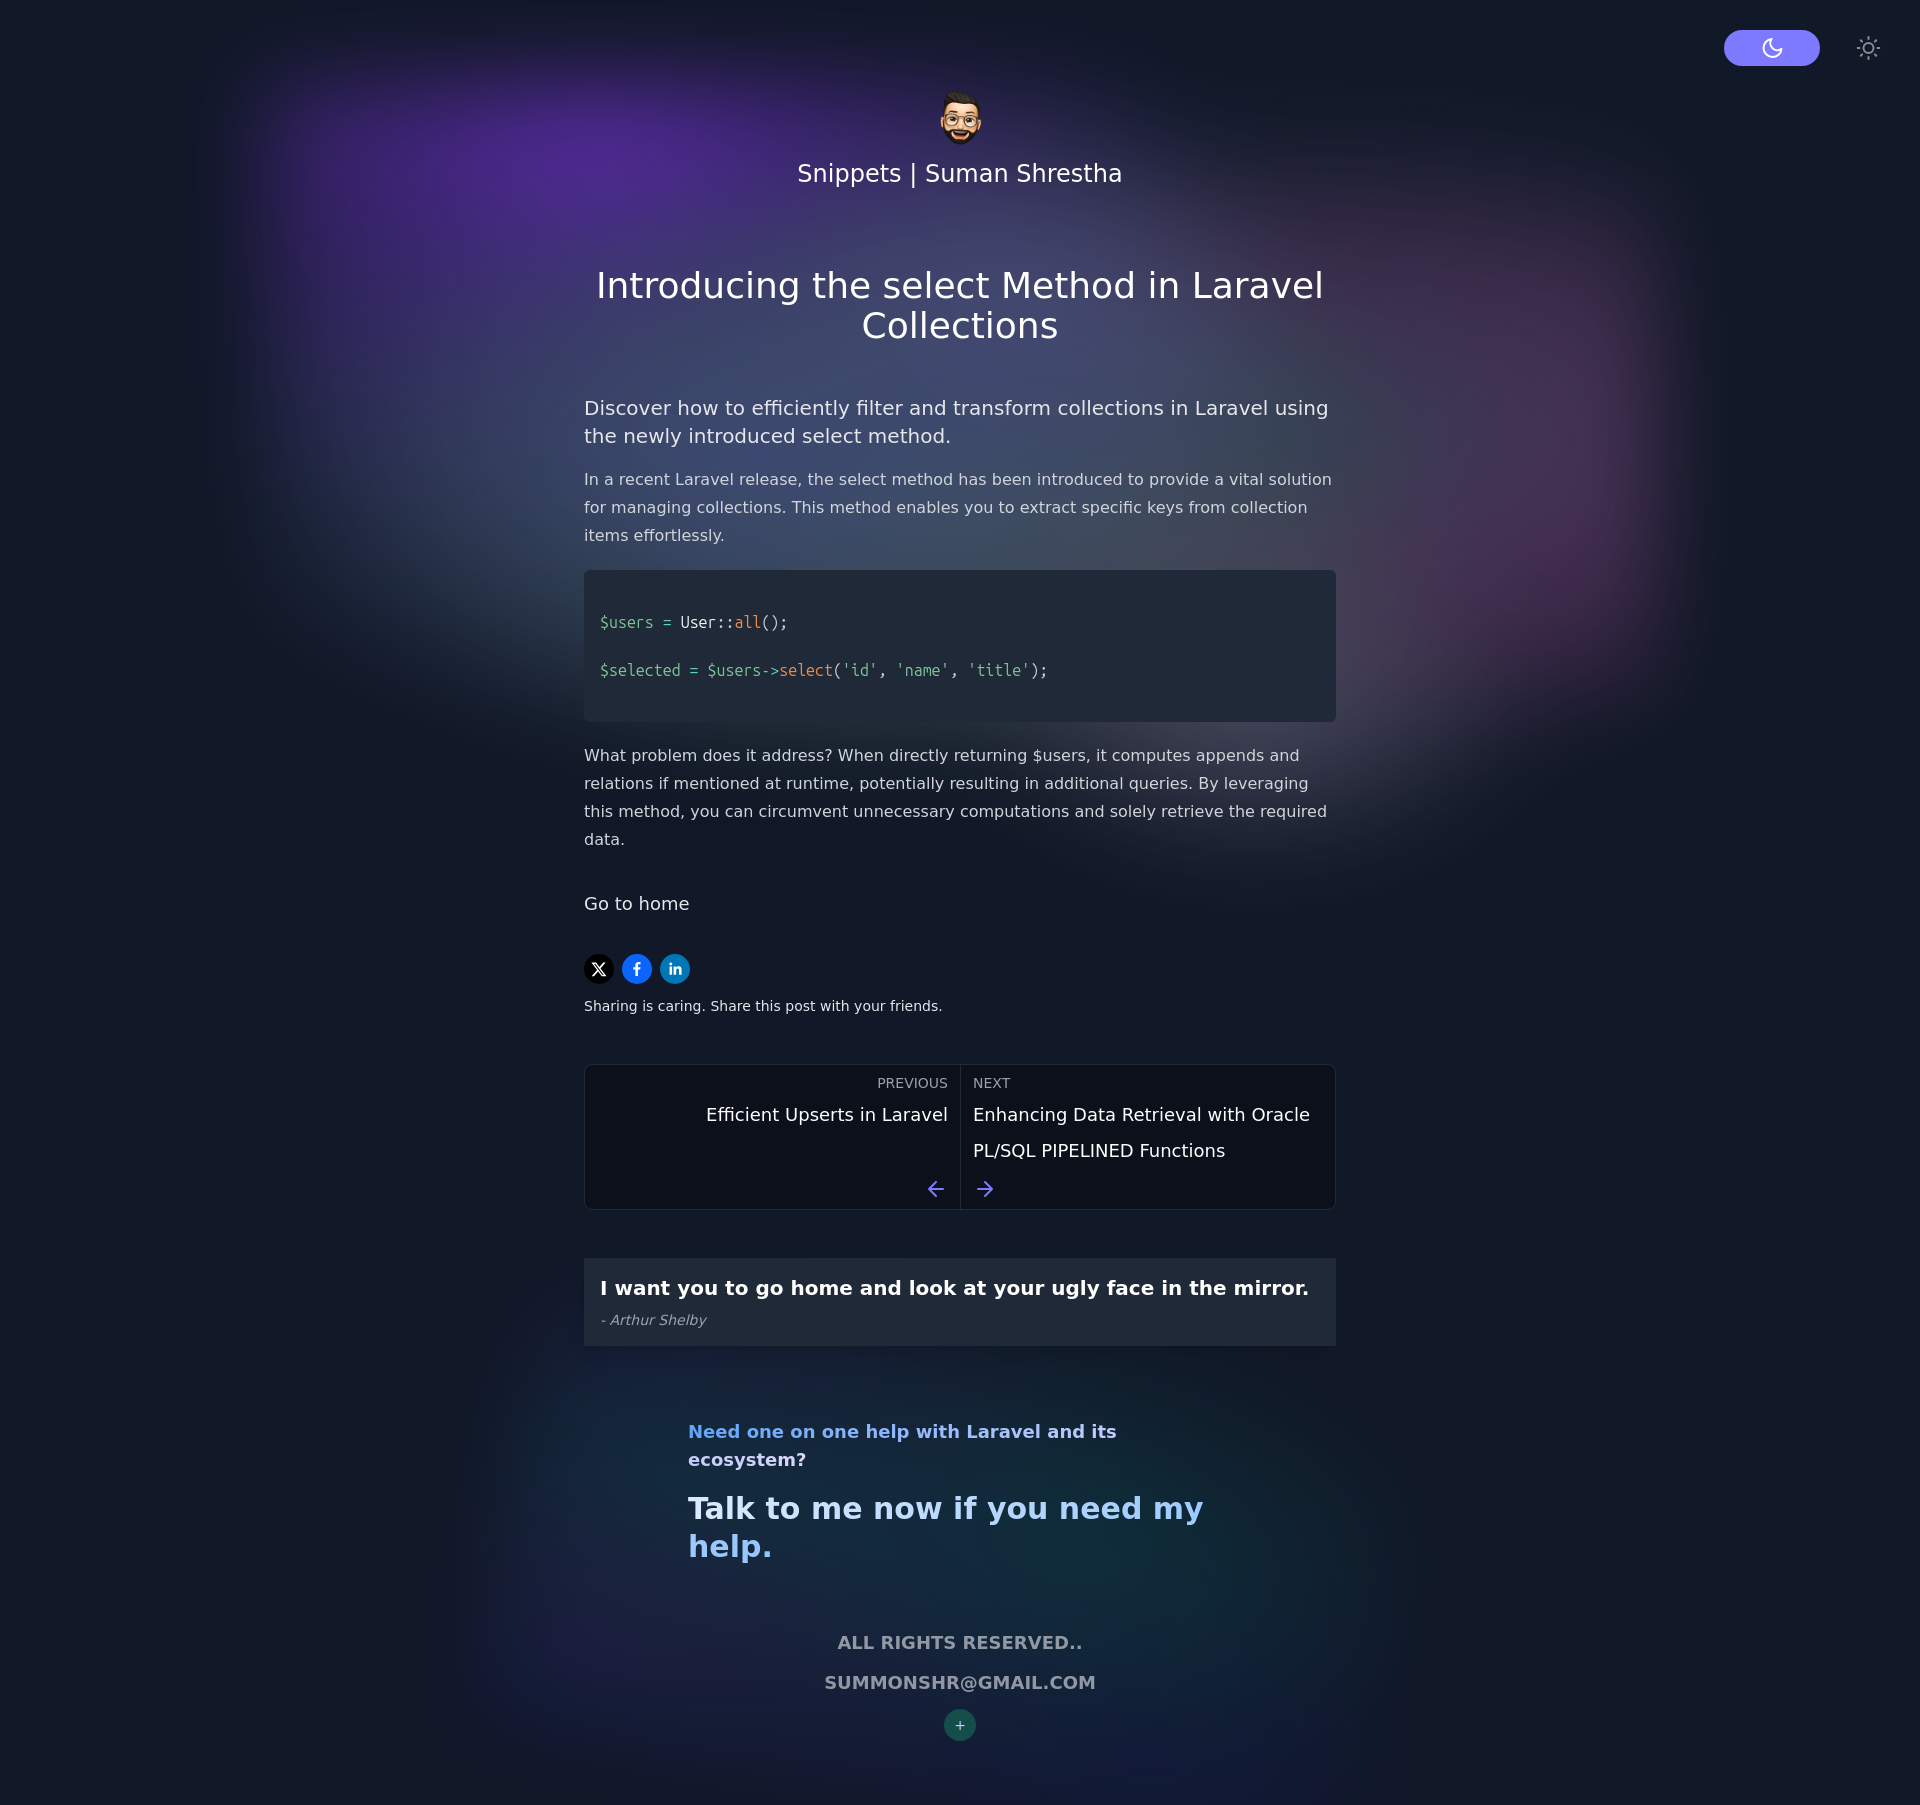 Snippets | Suman Shrestha
Introducing the select Method in Laravel
Collections
Discover how to efficiently filter and transform collections in Laravel using
the newly introduced select method.
In a recent Laravel release, the select method has been introduced to provide a vital solution
for managing collections. This method enables you to extract specific keys from collection
items effortlessly.
$users = User::all();
$selected = $users->select('id', 'name', 'title');
What problem does it address? When directly returning $users, it computes appends and
relations if mentioned at runtime, potentially resulting in additional queries. By leveraging
this method, you can circumvent unnecessary computations and solely retrieve the required
data.
Go to home
Sharing is caring. Share this post with your friends.
PREVIOUS
Efficient Upserts in Laravel
NEXT
Enhancing Data Retrieval with Oracle
PL/SQL PIPELINED Functions
I want you to go home and look at your ugly face in the mirror.
- Arthur Shelby
Need one on one help with Laravel and its
ecosystem?
Talk to me now if you need my
help.
ALL RIGHTS RESERVED..
SUMMONSHR@GMAIL.COM
+